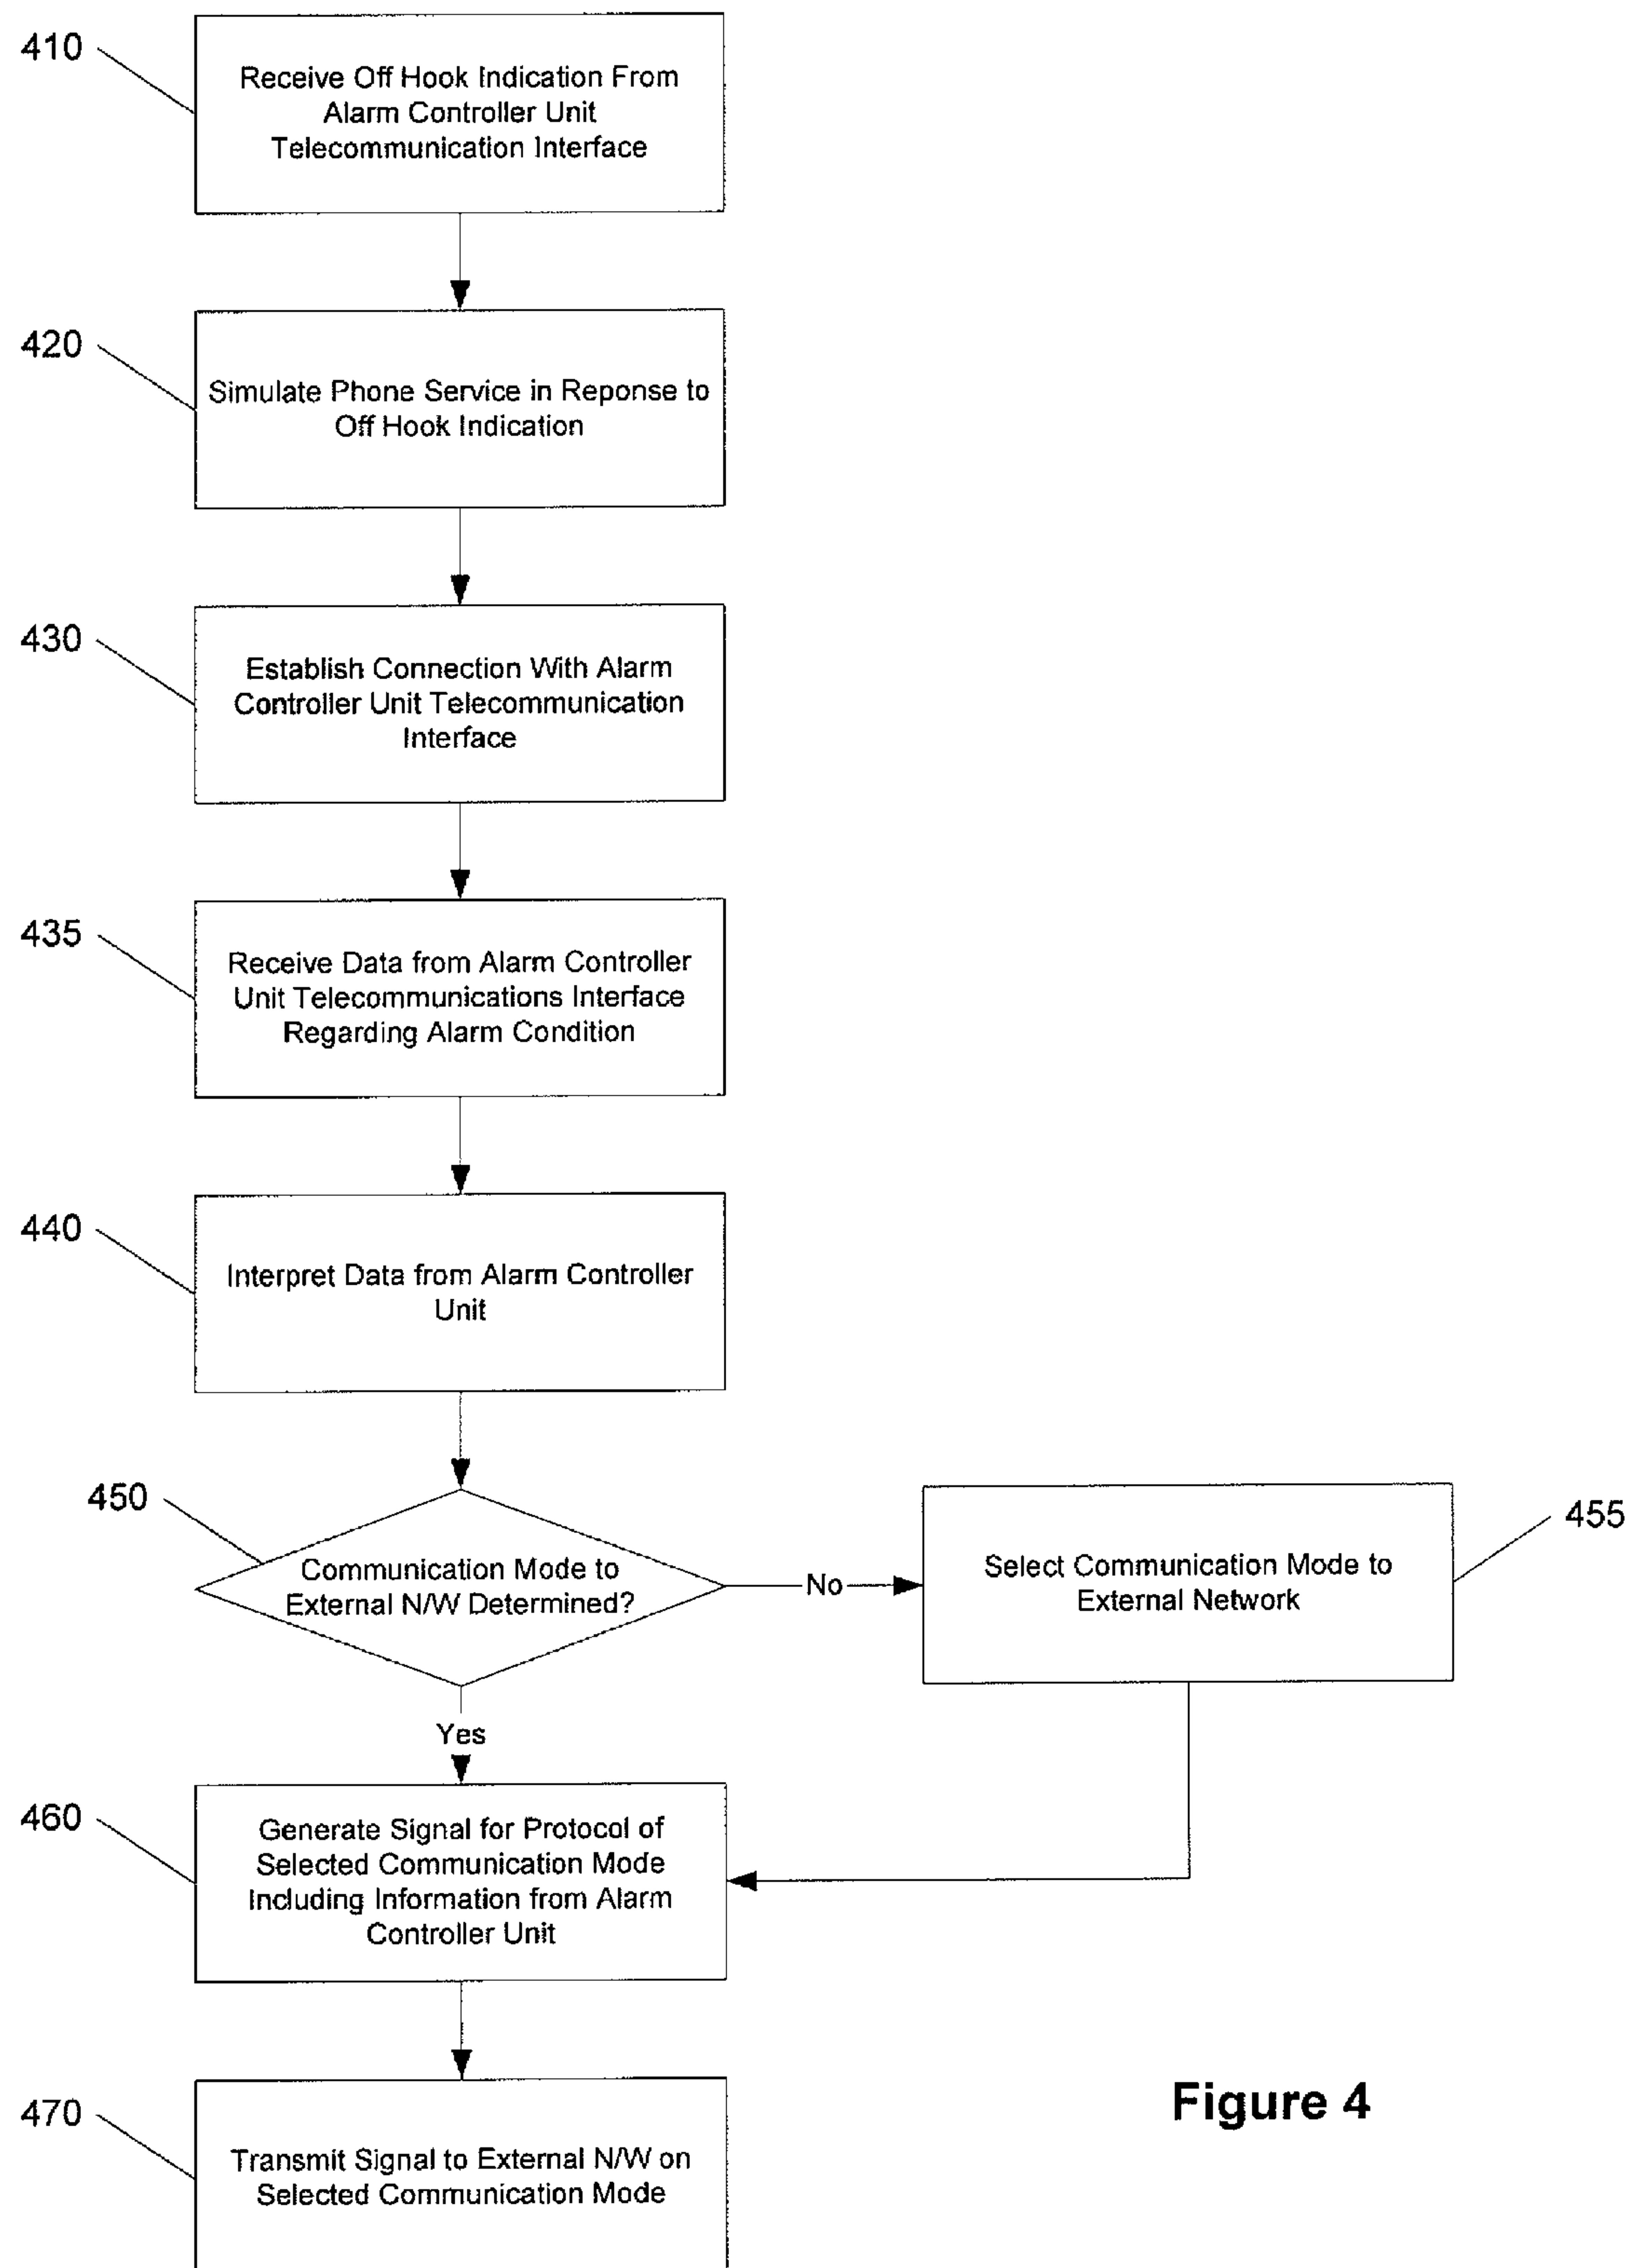 410
Receive Off Hook Indication From
Alarm Controller Unit
Telecommunication Interface
420
Simulate Phone Service in Reponse to
Off Hook Indication
430
Establish Connection With Alarm
Controller Unit Telecommunication
Interface
435
Receive Data from Alarm Controller
Unit Telecommunications Interface
Regarding Alarm Condition
440
Interpret Data from Alarm Controller
Unit
450
Communication Mode to
External N/W Determined?
No
Select Communication Mode to
External Network
455
Yes
460
Generate Signal for Protocol of
Selected Communication Mode
Including Information from Alarm
Controller Unit
470
Transmit Signal to External N/W on
Selected Communication Mode
Figure 4